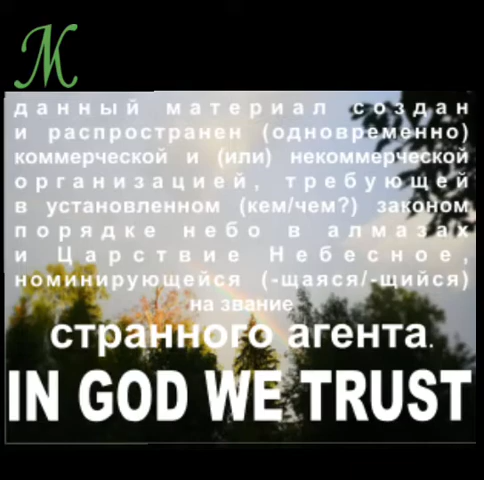 М
данный материал создан
и распространен (одновременно)
коммерческой и (или) некоммерческой
организацией, требующей
в установленном (кем/чем?) законом
порядке небо в алмазах
и Царствие Небесное,
номинирующейся (-щаяся/-щийся)
на звание
странного агента.
IN GOD WE TRUST